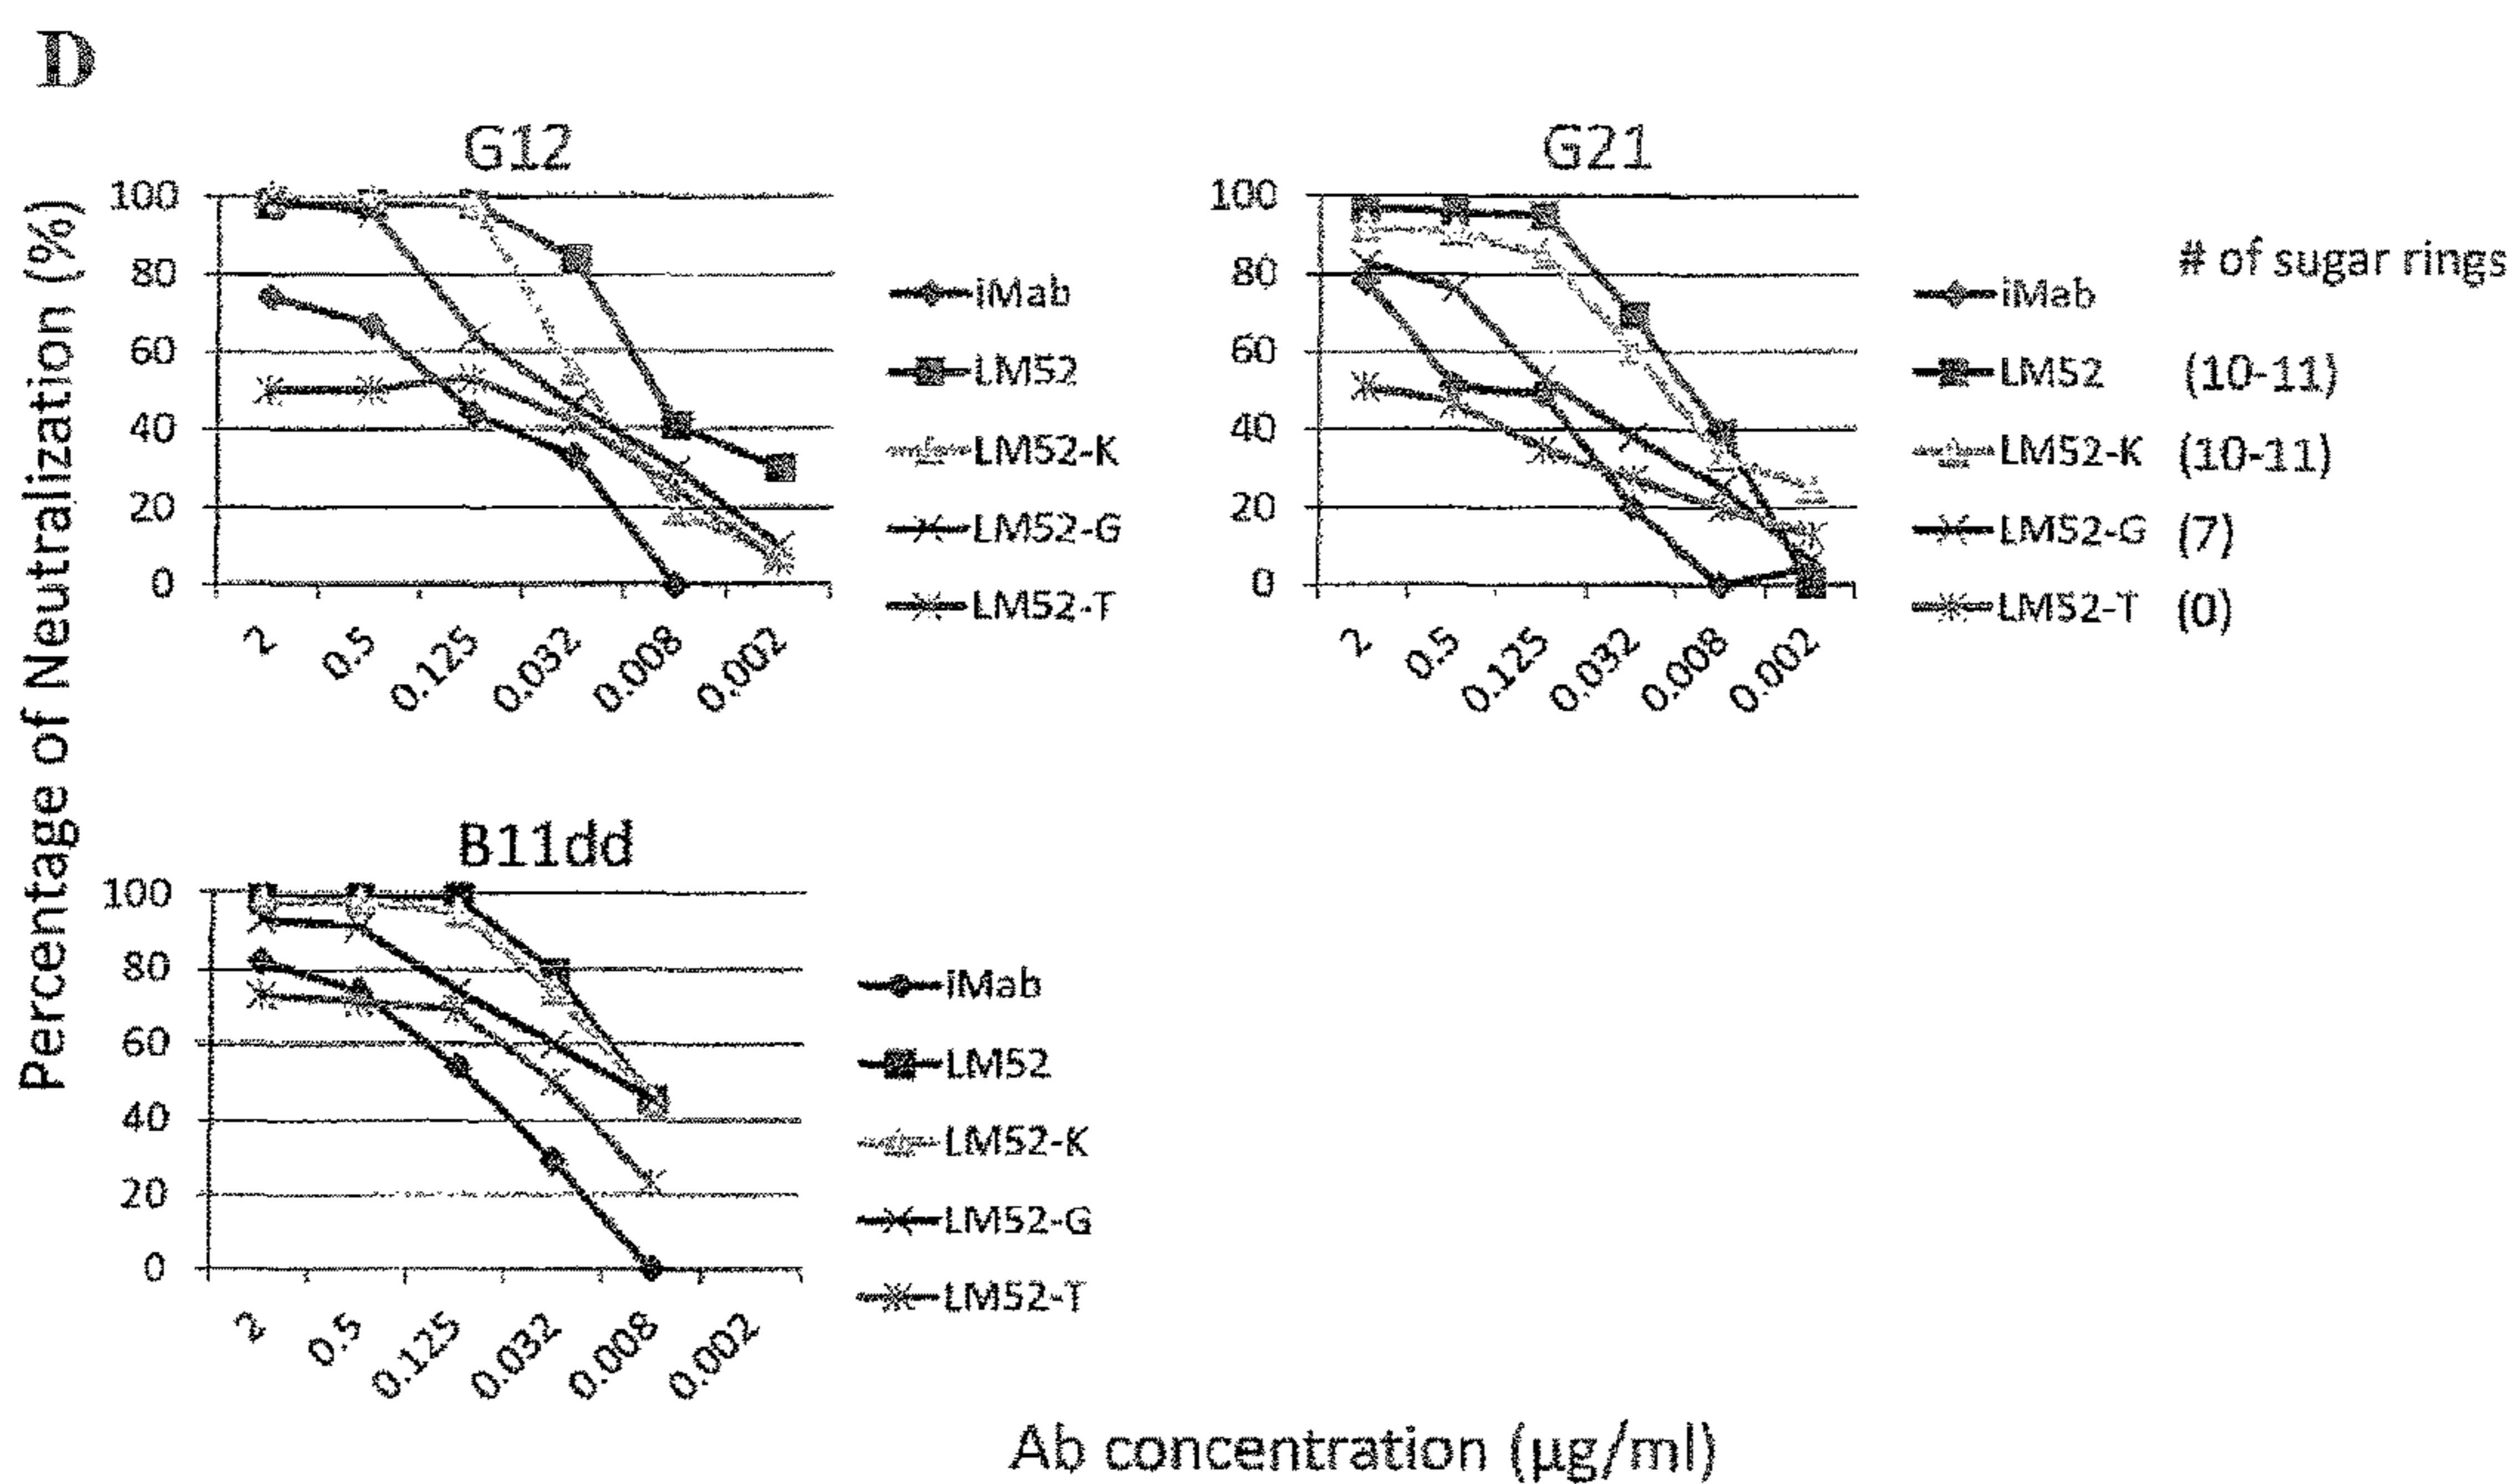 D
Percentage of Neutralization (%)
G12
100
80
60
40
20
0
2
0.5
0.125
0.032
0.008
0.002
iMab
LM52
LM52-K
LM52-G
LM52-T
G21
100
80
60
40
20
0
2
0.5
0.125
0.032
0.008
0.002
# of sugar rings
iMab
LM52 (10-11)
LM52-K (10-11)
LM52-G (7)
LM52-T (0)
B11dd
100
80
60
40
20
0
2
0.5
0.125
0.032
0.008
0.002
iMab
LM52
LM52-K
LM52-G
LM52-T
Ab concentration (µg/ml)